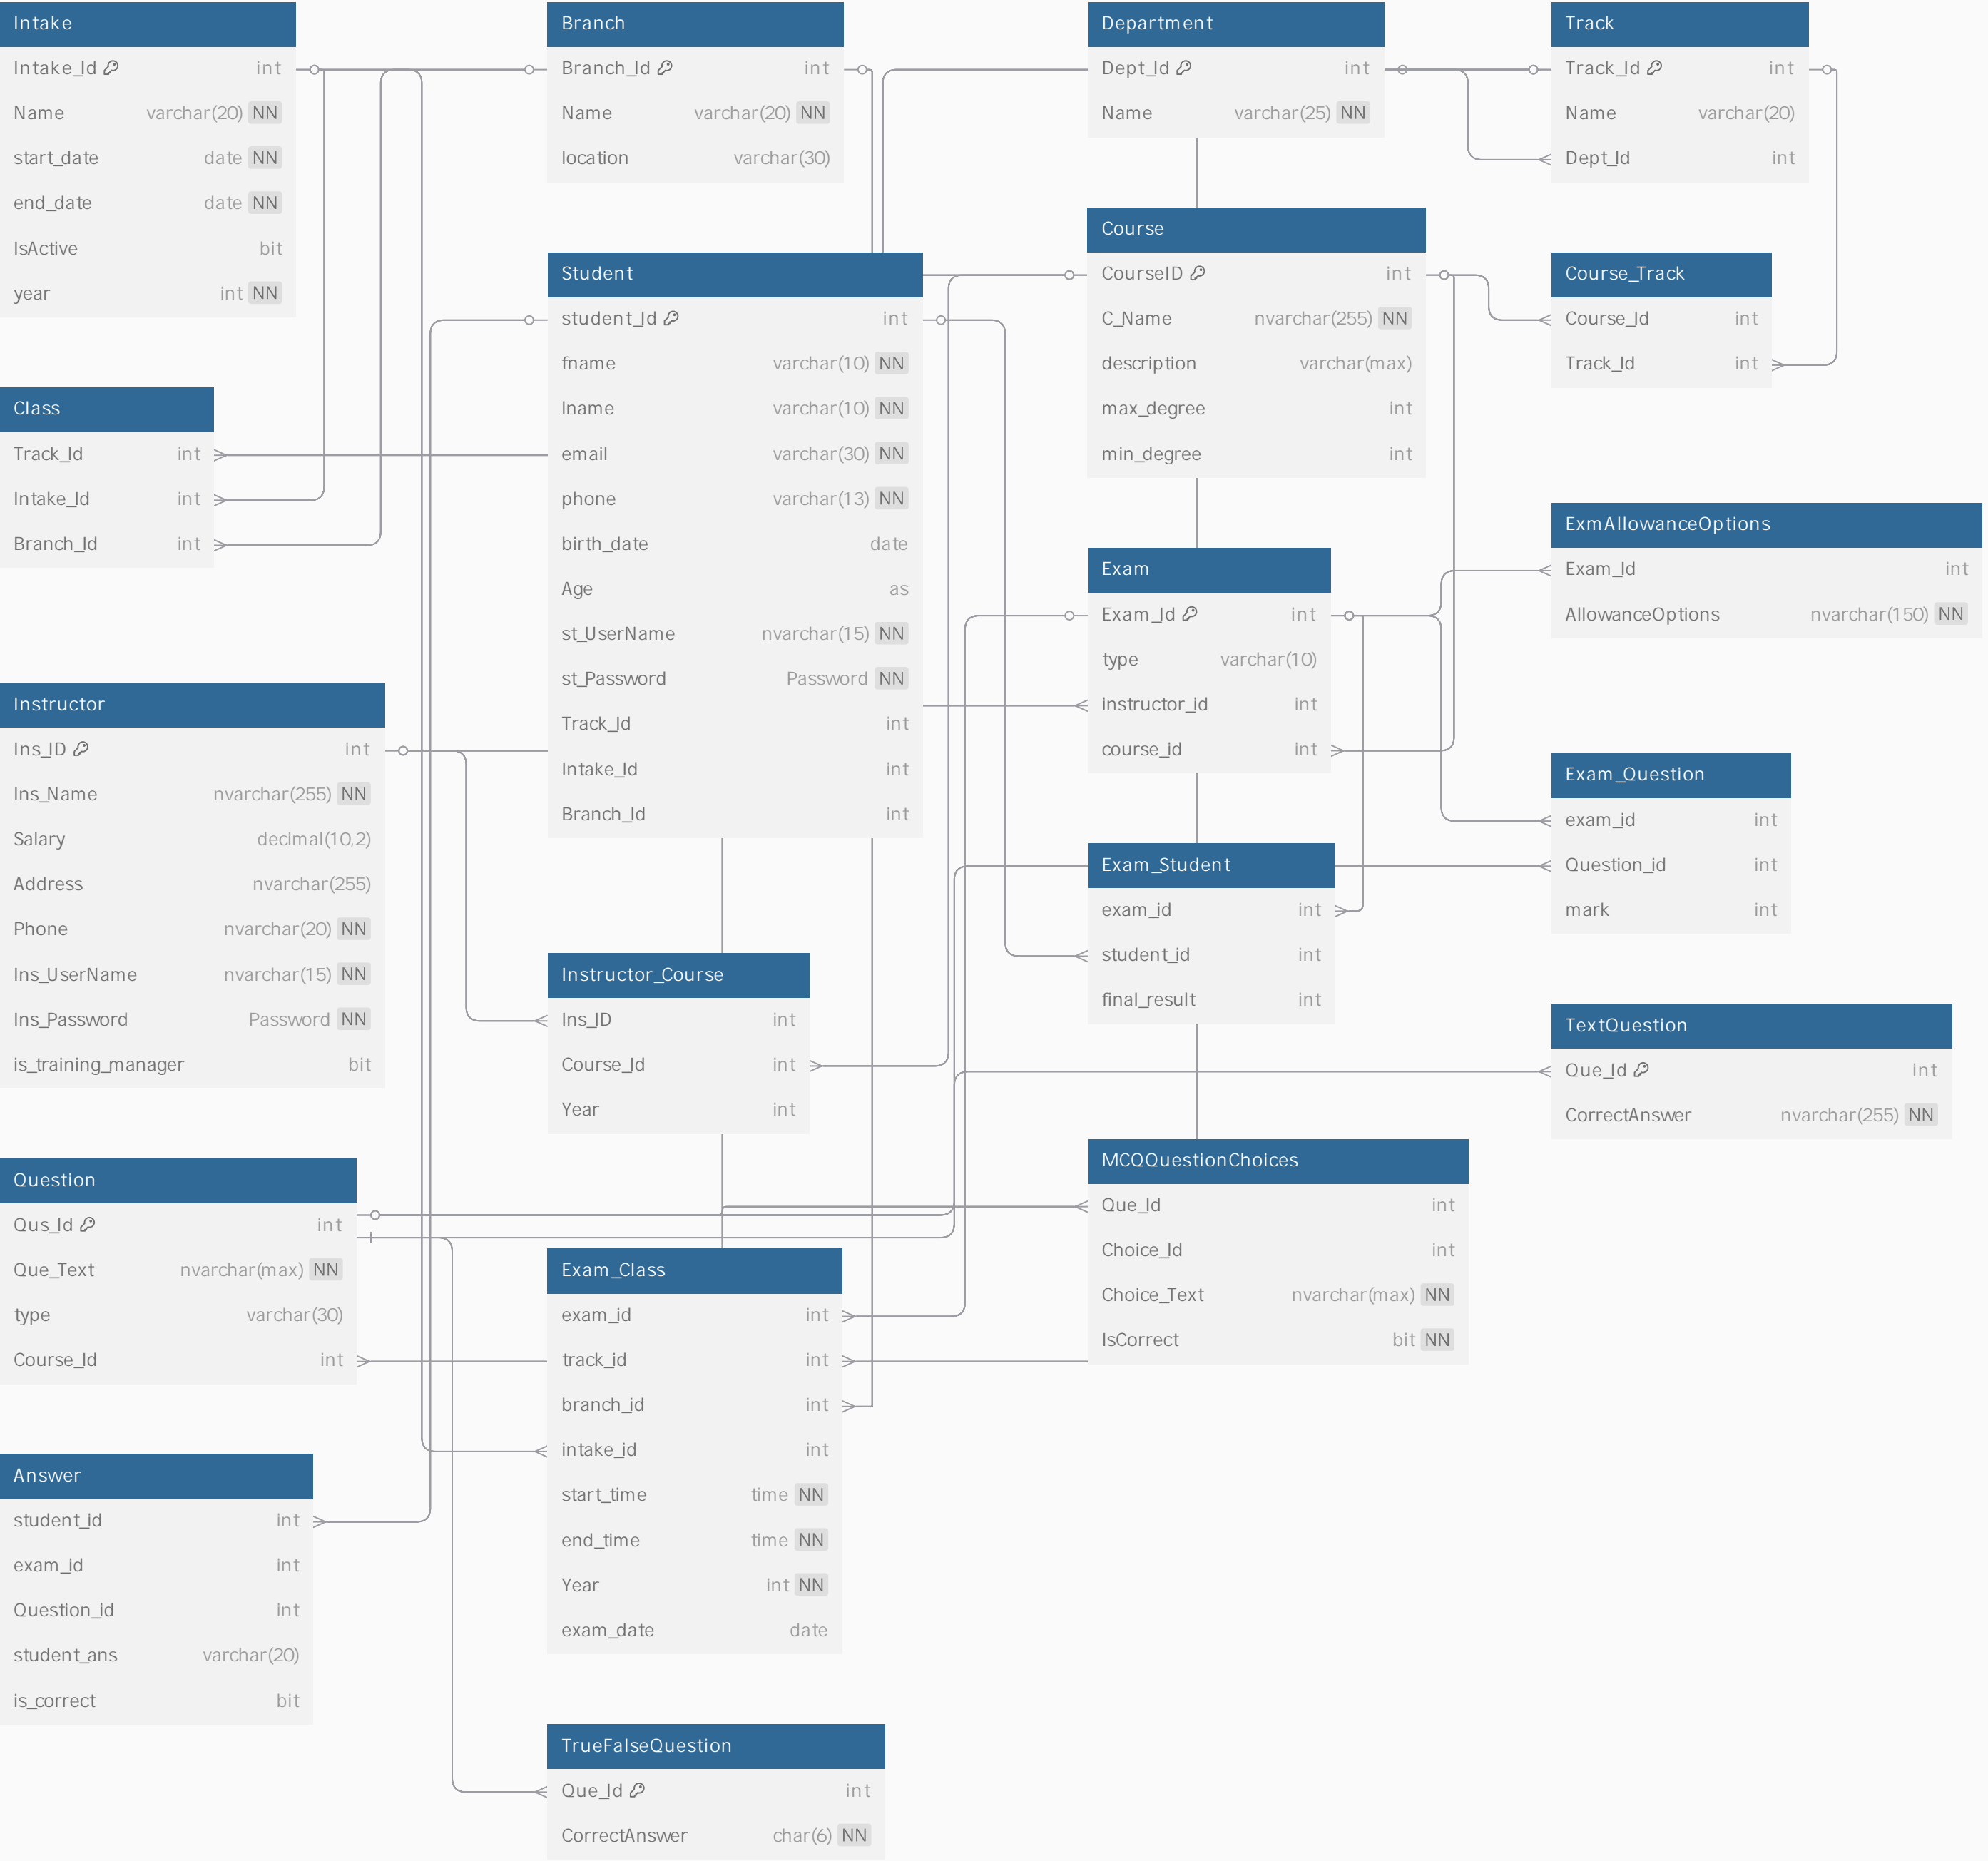 Intake
Intake_Id int
Name varchar(20) NN
start_date date NN
end_date date NN
IsActive bit
year int NN
Branch
Branch_Id int
Name varchar(20) NN
location varchar(30)
Department
Dept_Id int
Name varchar(25) NN
Track
Track_Id int
Name varchar(20)
Dept_Id int
Course
CourseID int
C_Name nvarchar(255) NN
description varchar(max)
max_degree int
min_degree int
Student
student_Id int
fname varchar(10) NN
lname varchar(10) NN
email varchar(30) NN
phone varchar(13) NN
birth_date date
Age as
st_UserName nvarchar(15) NN
st_Password Password NN
Track_Id int
Intake_Id int
Branch_Id int
Course_Track
Course_Id int
Track_Id int
Class
Track_Id int
Intake_Id int
Branch_Id int
ExmAllowanceOptions
Exam_Id int
AllowanceOptions nvarchar(150) NN
Exam
Exam_Id int
type varchar(10)
instructor_id int
course_id int
Instructor
Ins_ID int
Ins_Name nvarchar(255) NN
Salary decimal(10,2)
Address nvarchar(255)
Phone nvarchar(20) NN
Ins_UserName nvarchar(15) NN
Ins_Password Password NN
is_training_manager bit
Exam_Question
exam_id int
Question_id int
mark int
Exam_Student
exam_id int
student_id int
final_result int
Instructor_Course
Ins_ID int
Course_Id int
Year int
TextQuestion
Que_Id int
CorrectAnswer nvarchar(255) NN
MCQQuestionChoices
Que_Id int
Choice_Id int
Choice_Text nvarchar(max) NN
IsCorrect bit NN
Question
Qus_Id int
Que_Text nvarchar(max) NN
type varchar(30)
Course_Id int
Exam_Class
exam_id int
track_id int
branch_id int
intake_id int
start_time time NN
end_time time NN
Year int NN
exam_date date
Answer
student_id int
exam_id int
Question_id int
student_ans varchar(20)
is_correct bit
TrueFalseQuestion
Que_Id int
CorrectAnswer char(6) NN